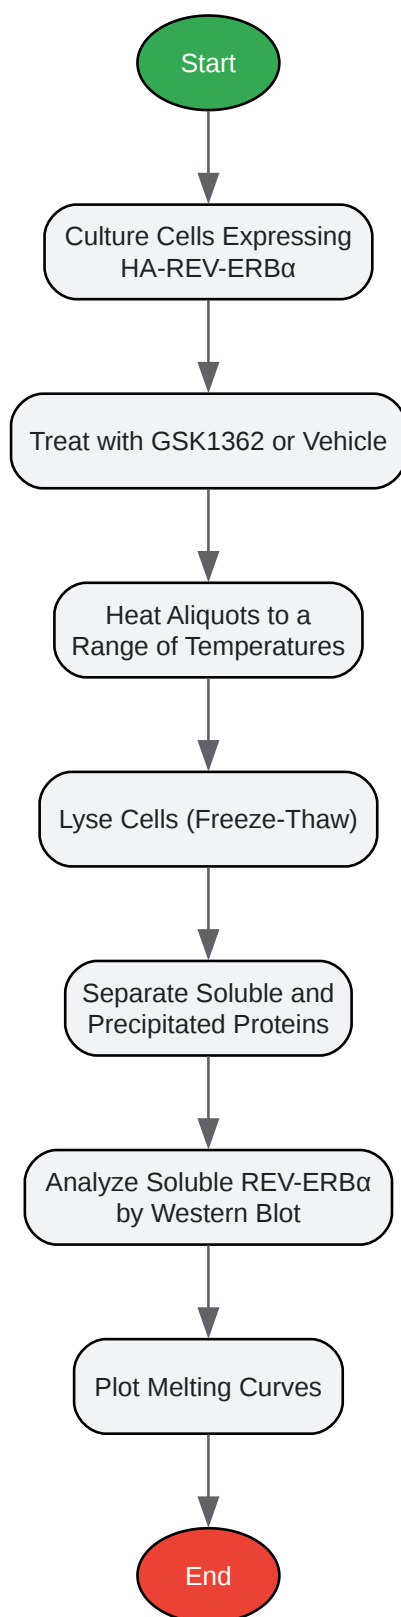 Start
Culture Cells Expressing
HA-REV-ERBα
Treat with GSK1362 or Vehicle
Heat Aliquots to a
Range of Temperatures
Lyse Cells (Freeze-Thaw)
Separate Soluble and
Precipitated Proteins
Analyze Soluble REV-ERBα
by Western Blot
Plot Melting Curves
End